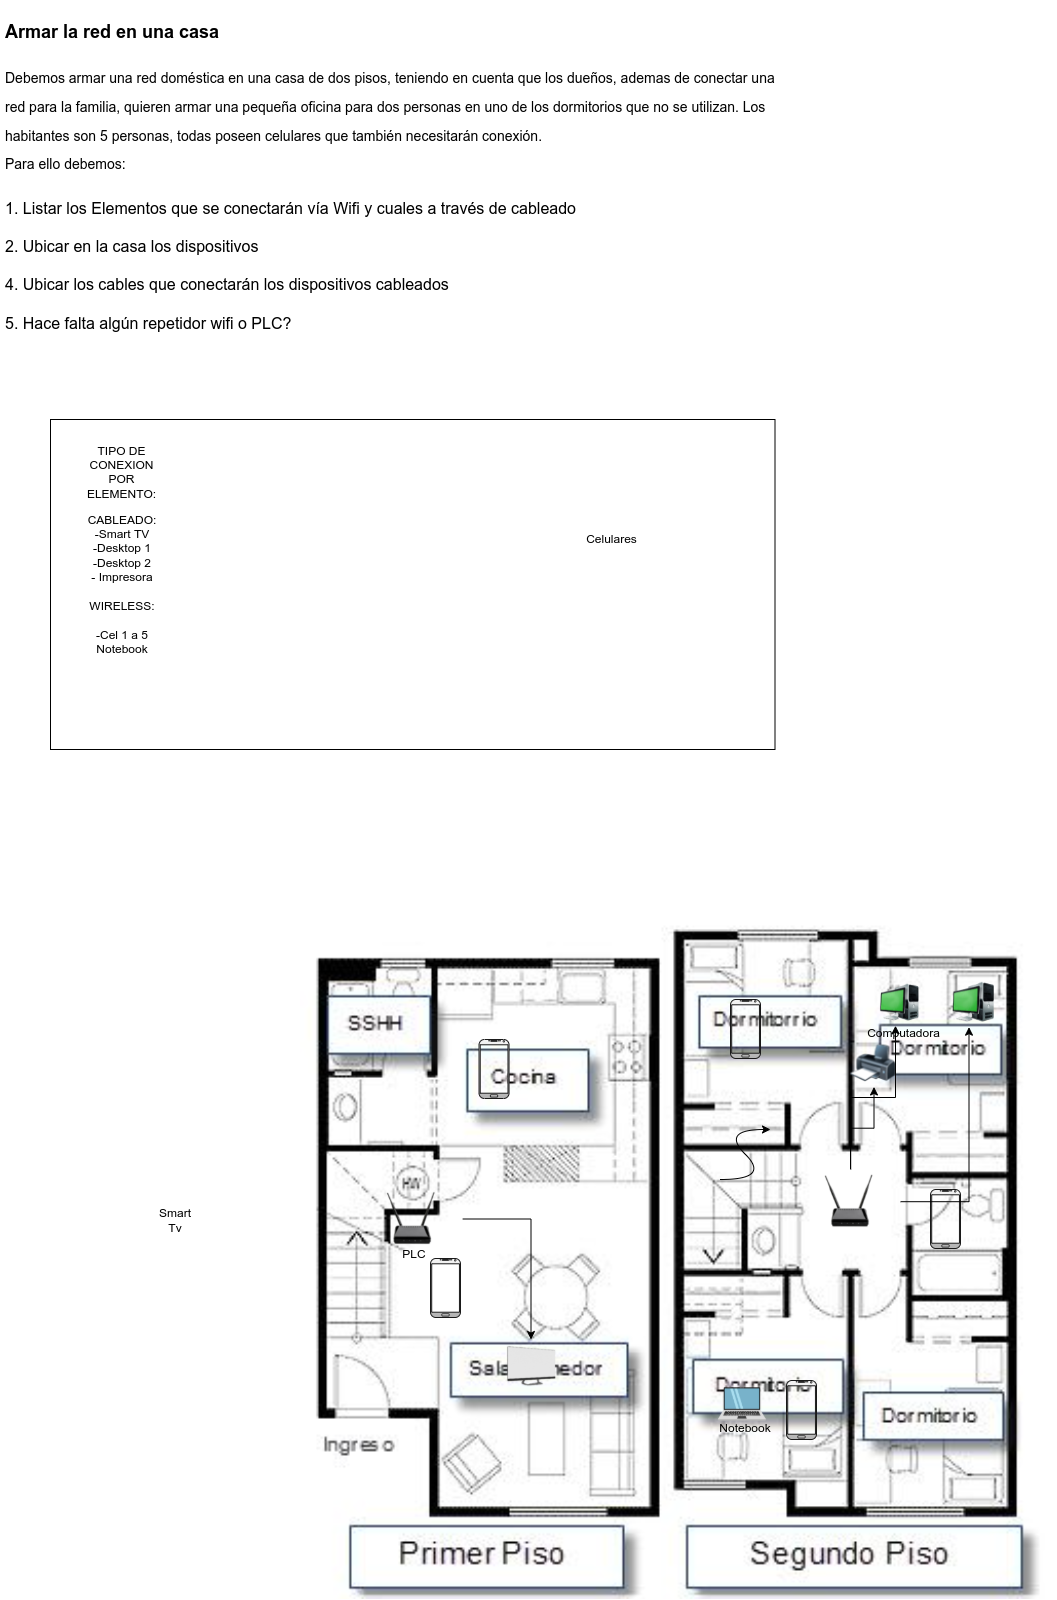 Armar la red en una casa
Debemos armar una red doméstica en una casa de dos pisos, teniendo en cuenta que los dueños, ademas de conectar una
red para la familia, quieren armar una pequeña oficina para dos personas en uno de los dormitorios que no se utilizan. Los
habitantes son 5 personas, todas poseen celulares que también necesitarán conexión.
Para ello debemos:
1. Listar los Elementos que se conectarán vía Wifi y cuales a través de cableado
2. Ubicar en la casa los dispositivos
4. Ubicar los cables que conectarán los dispositivos cableados
5. Hace falta algún repetidor wifi o PLC?
TIPO DE
CONEXION
POR
ELEMENTO:
CABLEADO:
-Smart TV
-Desktop 1
-Desktop 2
- Impresora
WIRELESS:
-Cel 1 a 5
Notebook
Celulares
SSHH
Cocina
HW
PLC
Smart
Tv
Ingreso
Primer Piso
Dormitorrio
Computadora
Dormitorio
Dormitorio
Notebook
Dormitorio
Segundo Piso